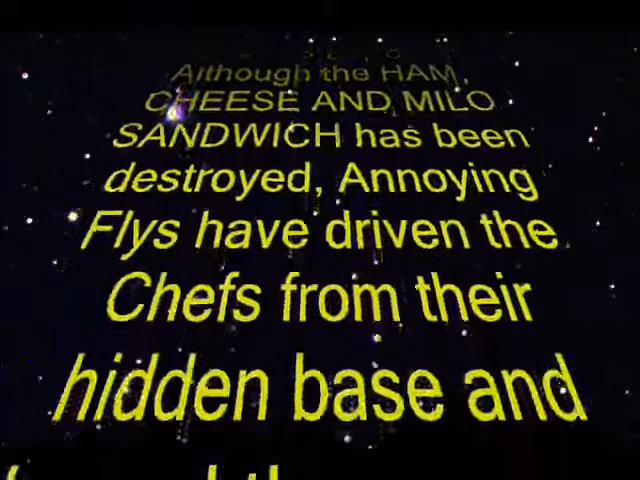 Although the HAM,
CHEESE AND MILO
SANDWICH has been
destroyed, Annoying
Flys have driven the
Chefs from their
hidden base and